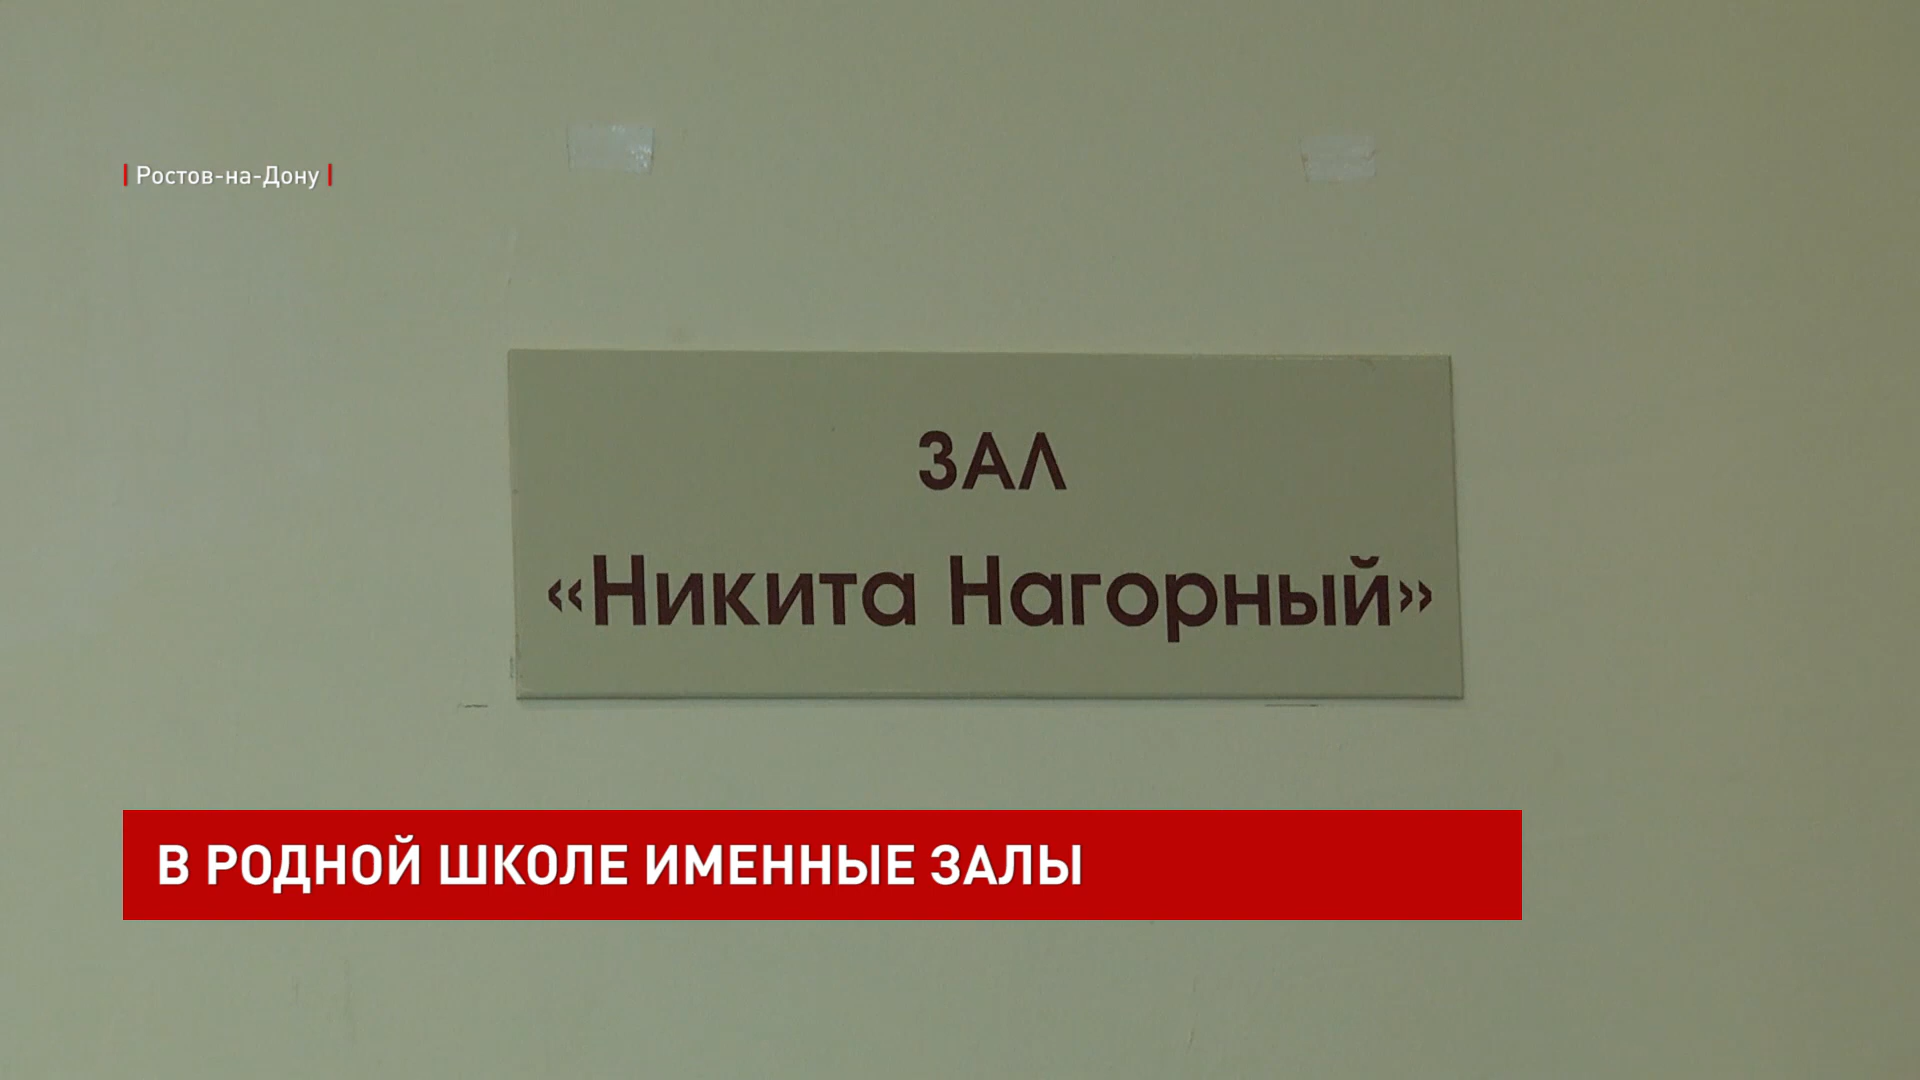 | Ростов-на-Дону |
ЗАЛ
«Никита Нагорный»
В РОДНОЙ ШКОЛЕ ИМЕННЫЕ ЗАЛЫ